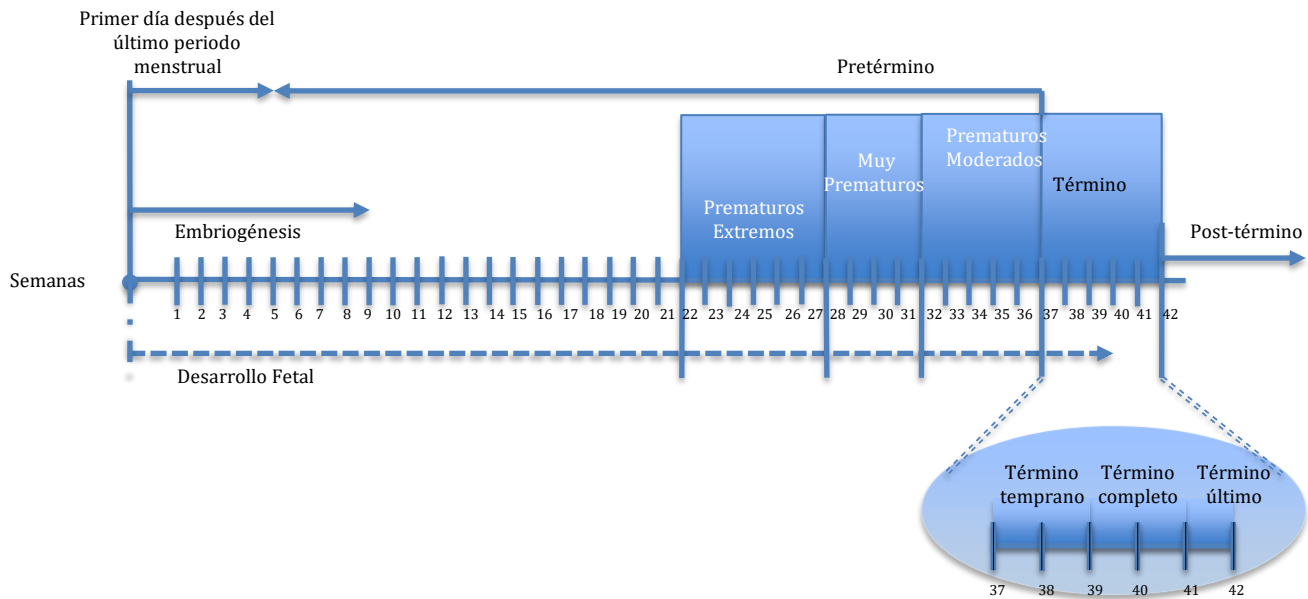 Primer día después del
último periodo
menstrual
Pretérmino
Prematuros
Moderados
Muy
Prematuros
Término
Prematuros
Extremos
Embriogénesis
Post-término
Semanas
1 2 3 4 5 6 7 8 9 10 11 12 13 14 15 16 17 18 19 20 21 22 23 24 25 26 27 28 29 30 31 32 33 34 35 36 37 38 39 40 41 42
Desarrollo Fetal
Término
temprano
Término
completo
Término
último
37 38 39 40 41 42